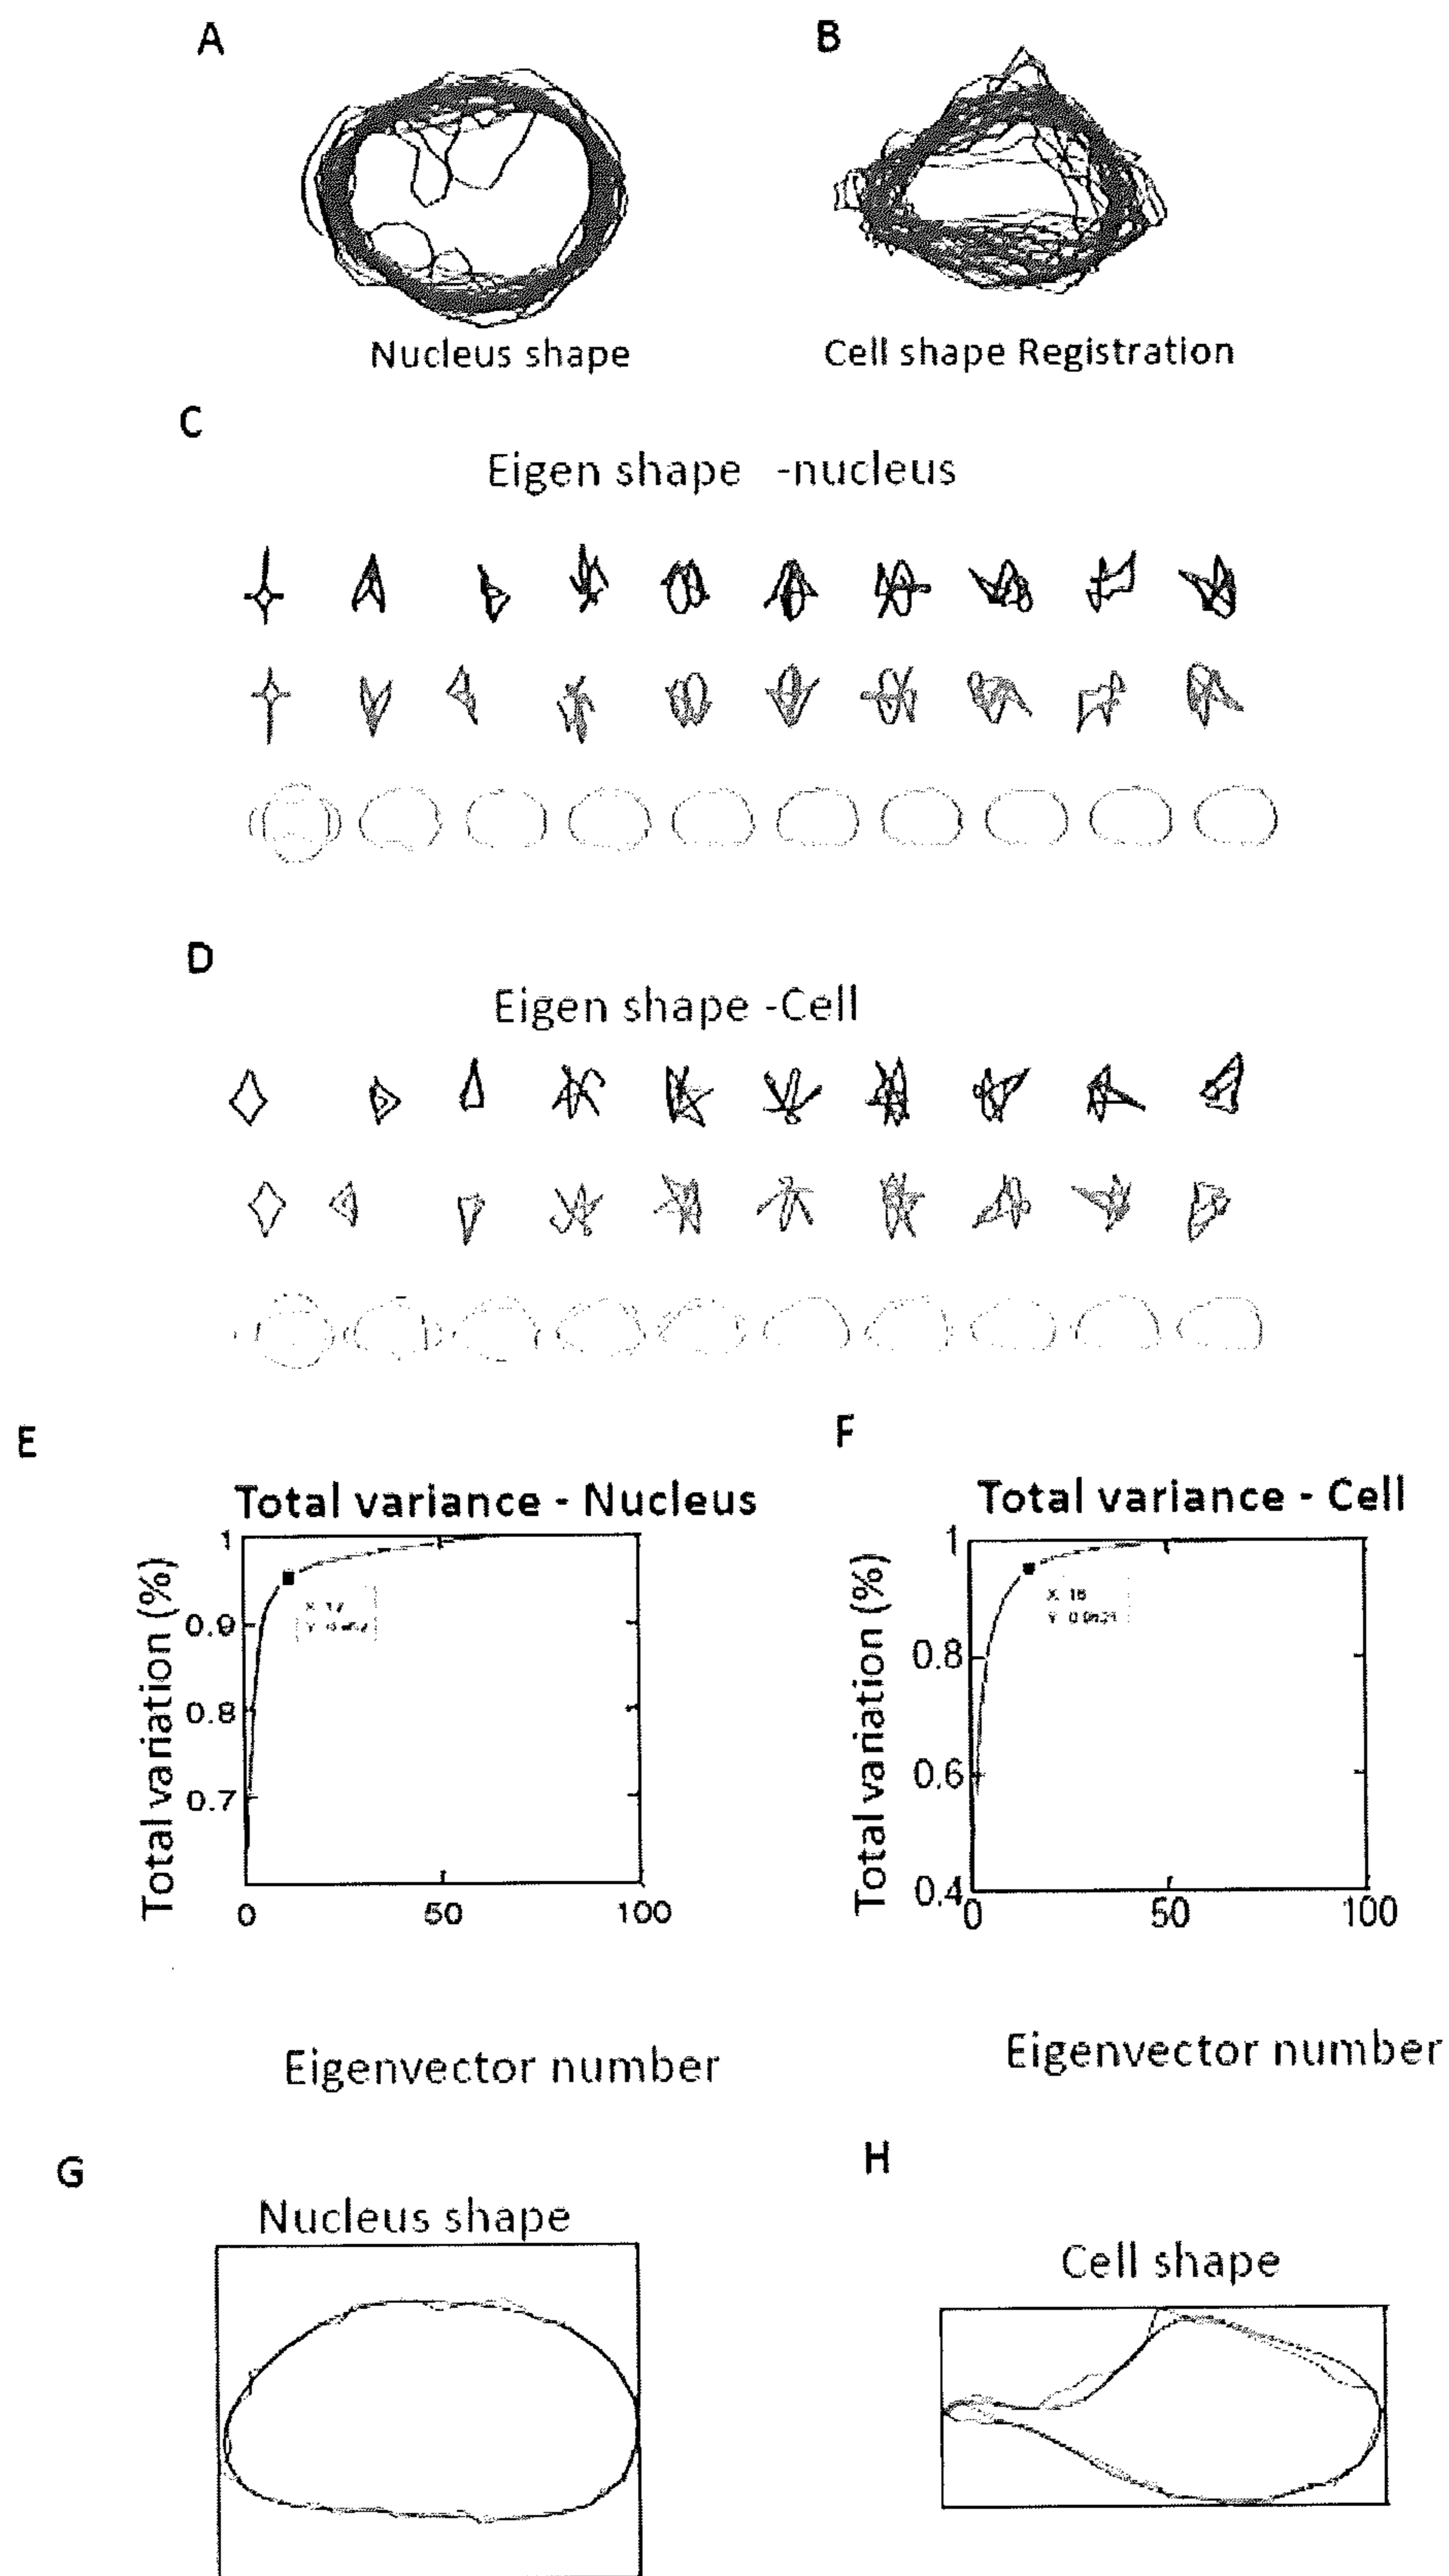 A
B
Nucleus shape
Cell shape Registration
C
Eigen shape -nucleus
D
Eigen shape -Cell
E
F
Total variance - Nucleus
Total variance - Cell
Total variation (%)
1
0.9
0.8
0.7
0 50 100
Total variation (%)
1
0.8
0.6
0.4
0 50 100
Eigenvector number
Eigenvector number
G
H
Nucleus shape
Cell shape